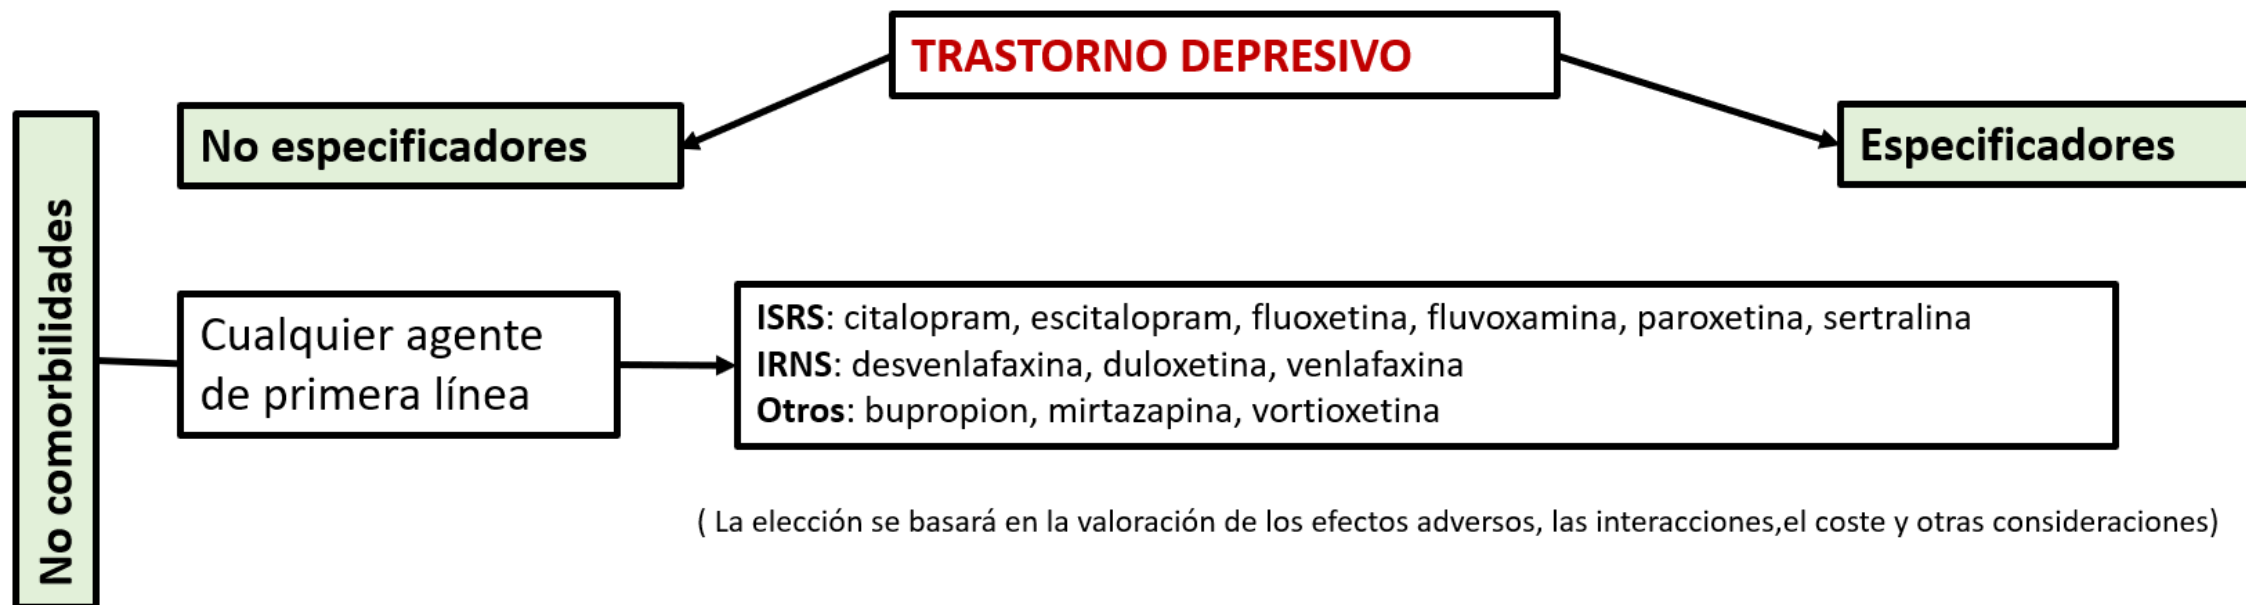 TRASTORNO DEPRESIVO
No especificadores
Especificadores
No comorbilidades
Cualquier agente
de primera línea
ISRS: citalopram, escitalopram, fluoxetina, fluvoxamina, paroxetina, sertralina
IRNS: desvenlafaxina, duloxetina, venlafaxina
Otros: bupropion, mirtazapina, vortioxetina
( La elección se basará en la valoración de los efectos adversos, las interacciones,el coste y otras consideraciones)